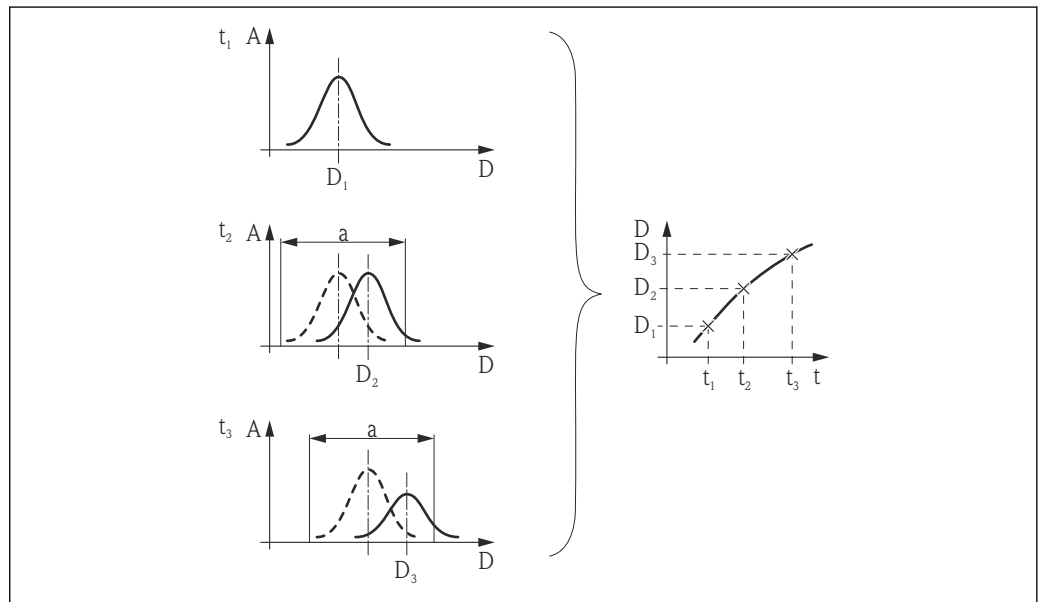 t₁ A
D₁ D
t₂ A a
D₂ D
t₃ A a
D₃ D
D
D₃
D₂
D₁
t₁ t₂ t₃ t